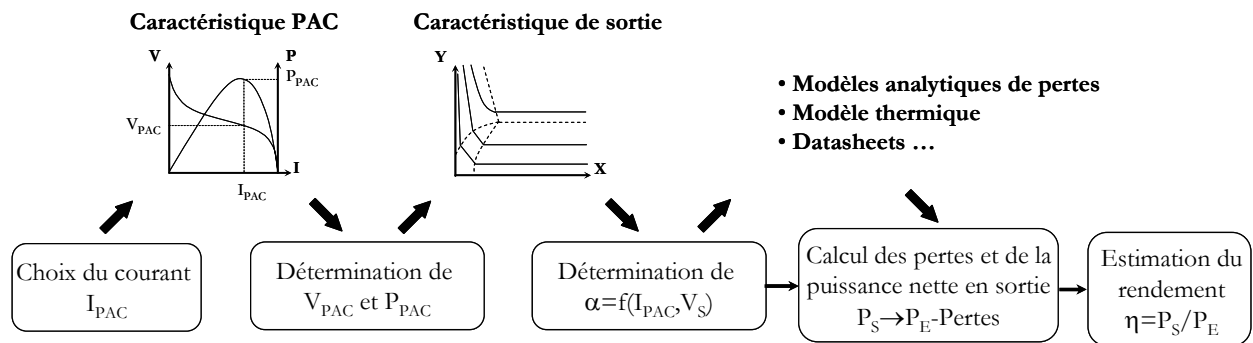 Caractéristique PAC
V
P
P_PAC
V_PAC
I
I_PAC
Caractéristique de sortie
Y
X
• Modèles analytiques de pertes
• Modèle thermique
• Datasheets ...
Choix du courant
I_PAC
Détermination de
V_PAC et P_PAC
Détermination de
α=f(I_PAC,V_S)
Calcul des pertes et de la
puissance nette en sortie
P_S→P_E-Pertes
Estimation du
rendement
η=P_S/P_E